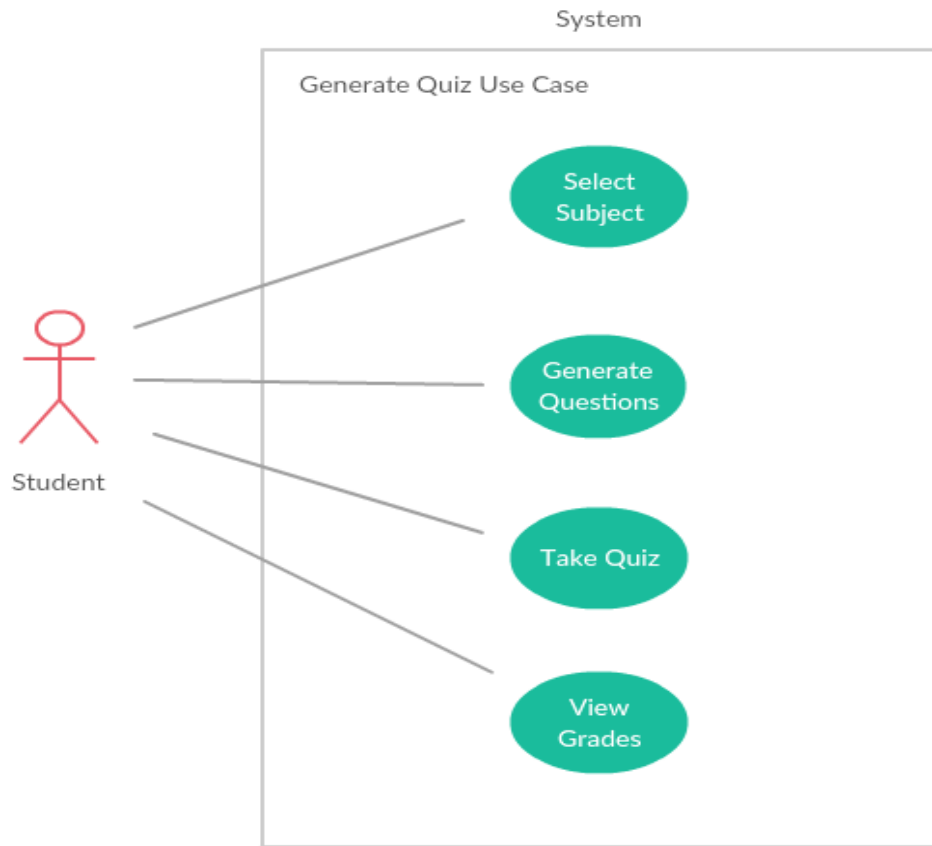 System
Generate Quiz Use Case
Select
Subject
Generate
Questions
Student
Take Quiz
View
Grades